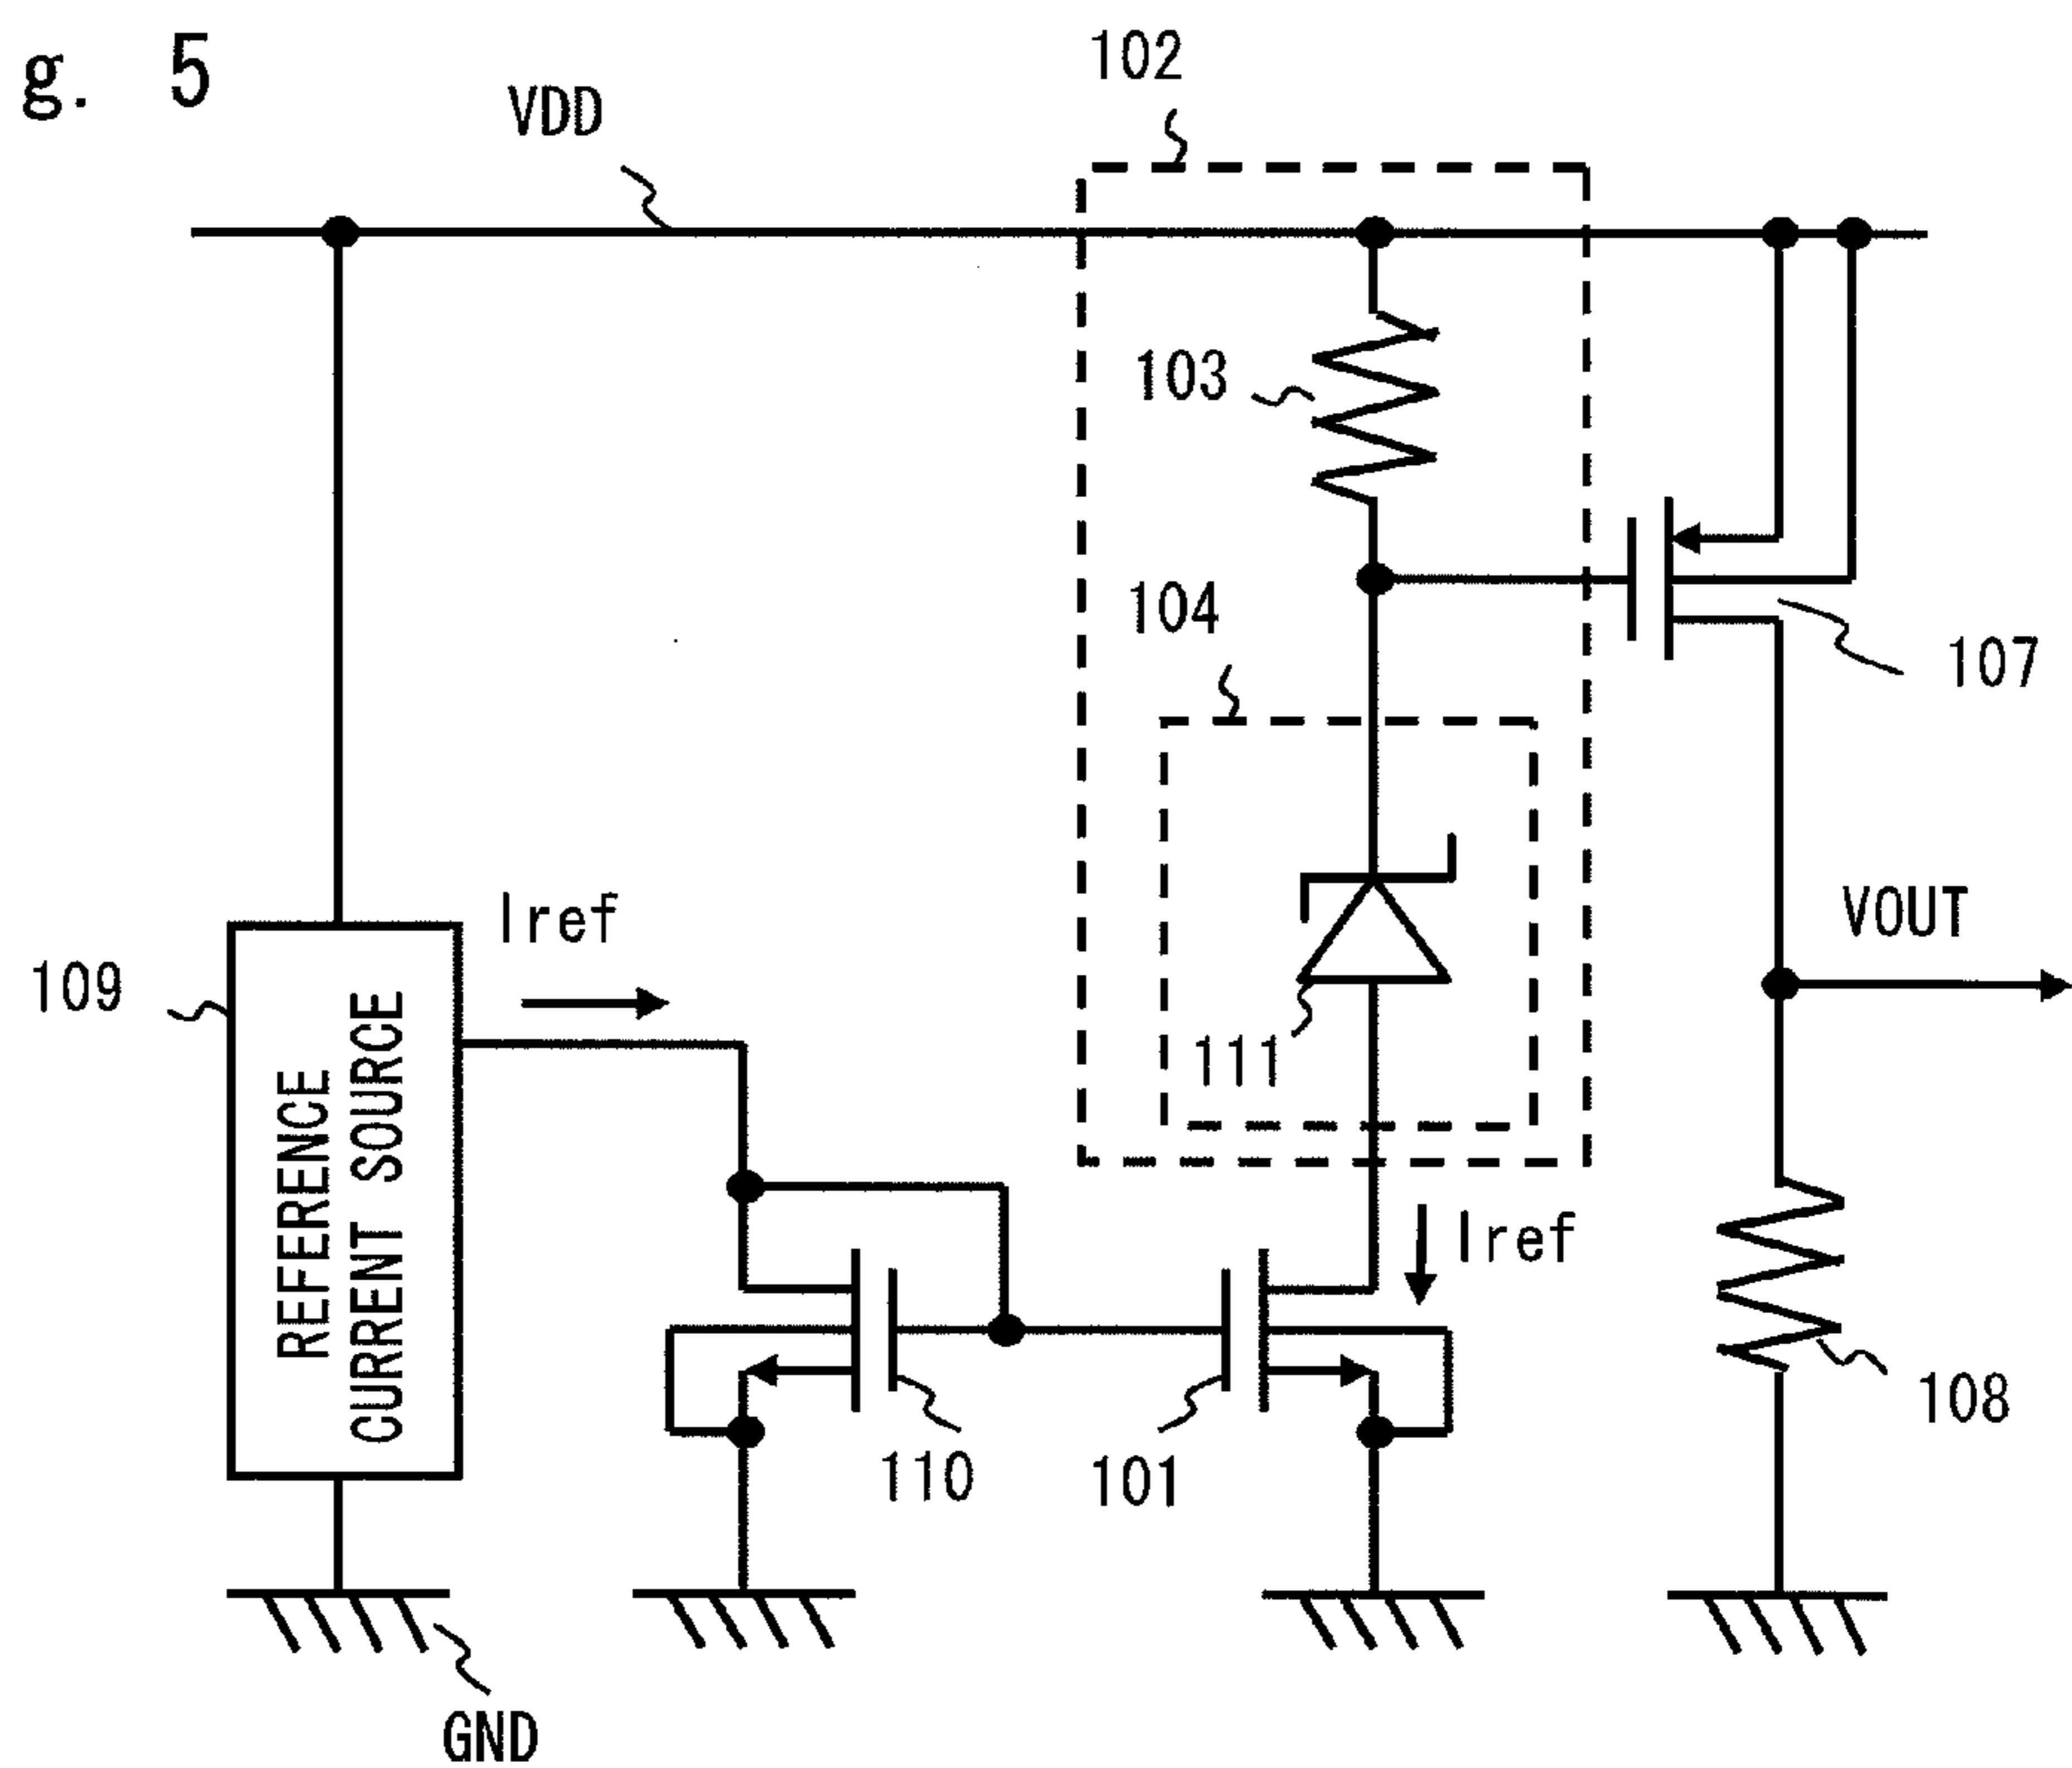 g. 5
102
VDD
103
104
107
Iref
VOUT
109
REFERENCE
CURRENT SOURCE
111
Iref
108
110
101
GND